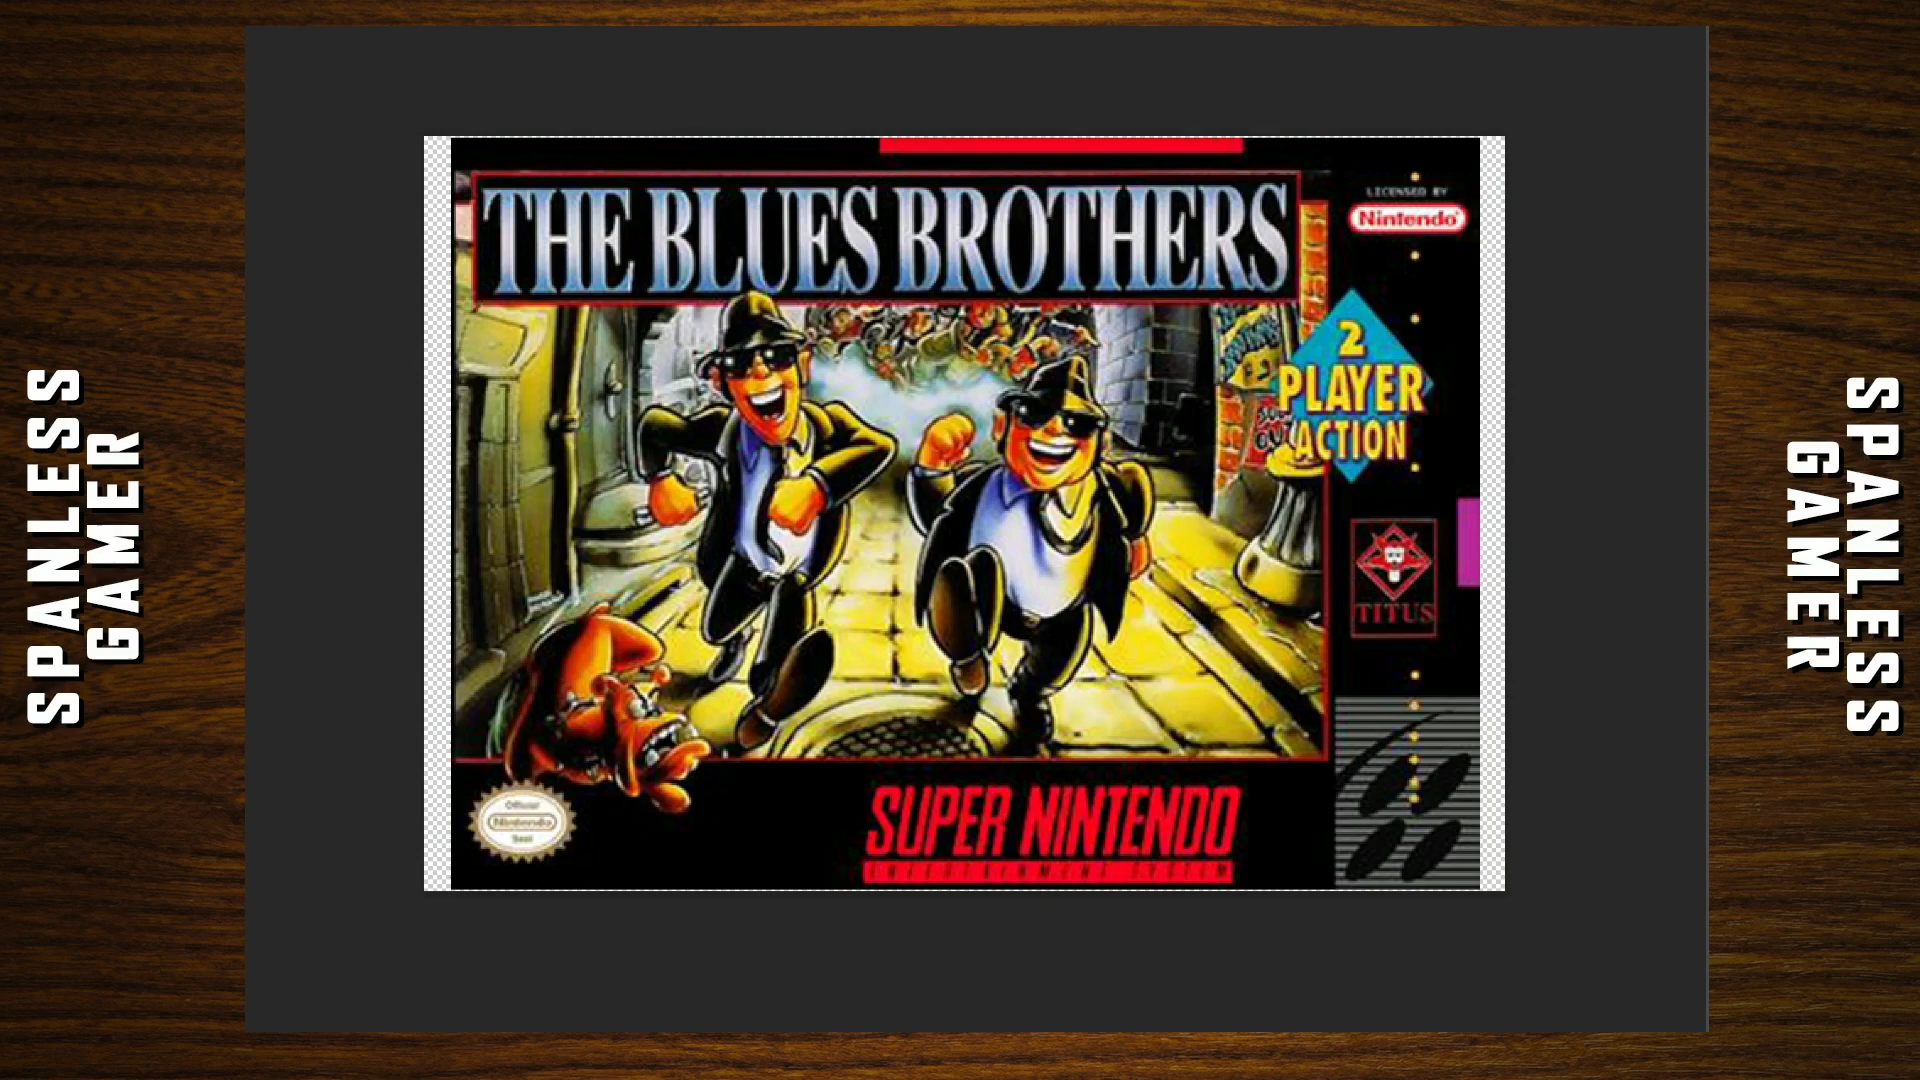 SPANLESS
GAMER
THE BLUES BROTHERS
LICENSED BY
Nintendo
2
PLAYER
ACTION
TITUS
Official
Nintendo
Seal
SUPER NINTENDO
ENTERTAINMENT SYSTEM
SPANLESS
GAMER